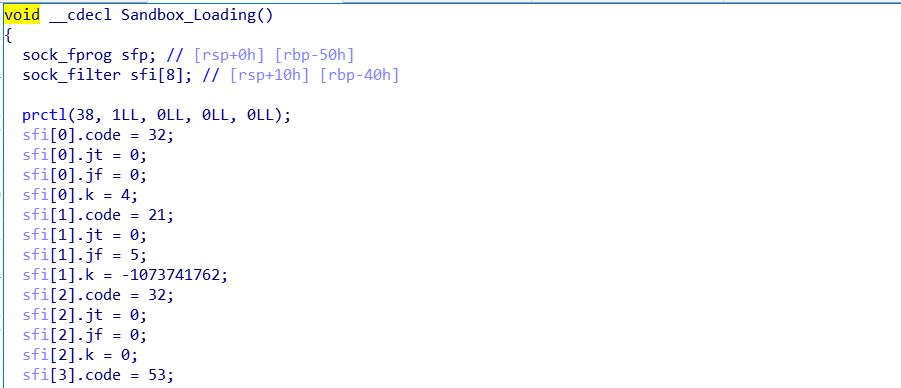 void __cdecl Sandbox_Loading()
{
sock_fprog sfp; // [rsp+0h] [rbp-50h]
sock_filter sfi[8]; // [rsp+10h] [rbp-40h]
prctl(38, 1LL, 0LL, 0LL, 0LL);
sfi[0].code = 32;
sfi[0].jt = 0;
sfi[0].jf = 0;
sfi[0].k = 4;
sfi[1].code = 21;
sfi[1].jt = 0;
sfi[1].jf = 5;
sfi[1].k = -1073741762;
sfi[2].code = 32;
sfi[2].jt = 0;
sfi[2].jf = 0;
sfi[2].k = 0;
sfi[3].code = 53;